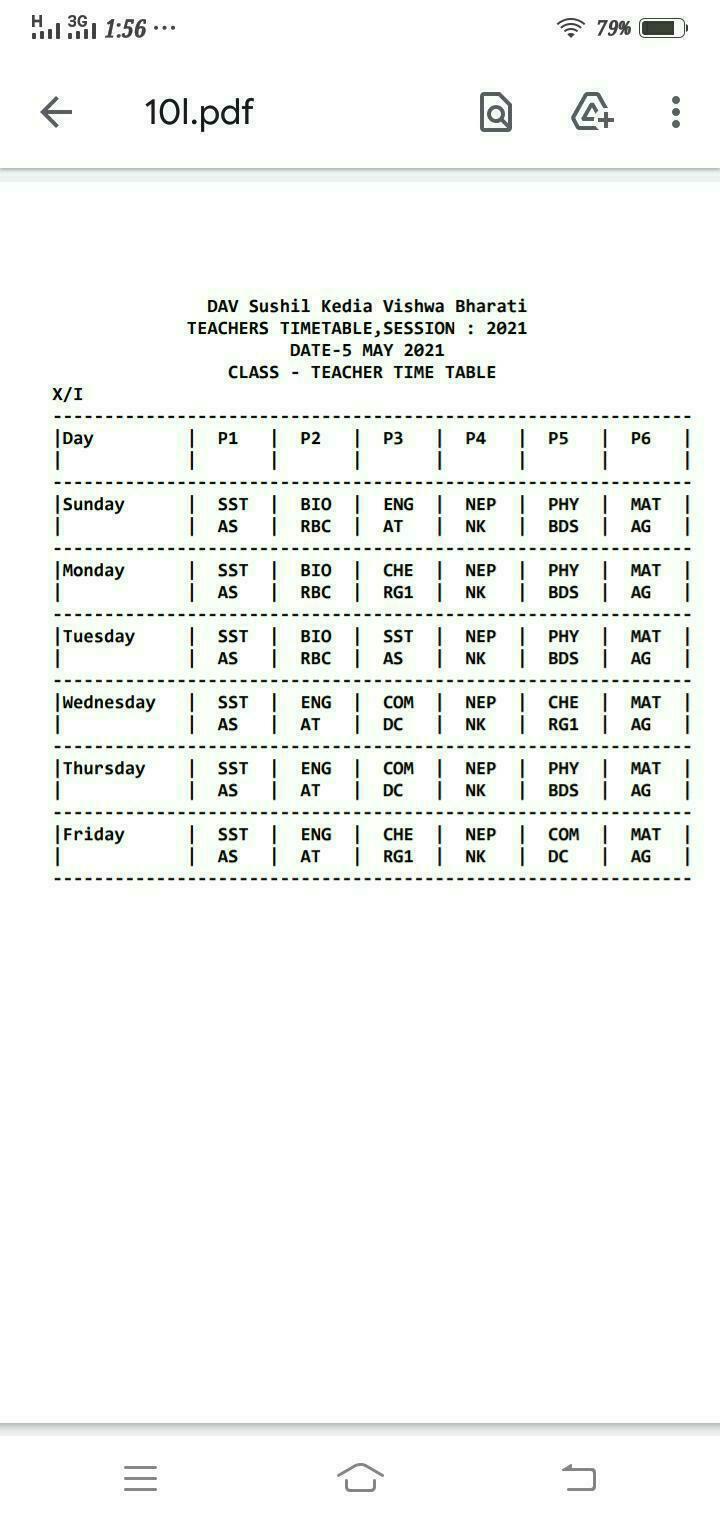 H 3G 1:56 ... 79%
10I.pdf
DAV Sushil Kedia Vishwa Bharati
TEACHERS TIMETABLE,SESSION : 2021
DATE-5 MAY 2021
CLASS - TEACHER TIME TABLE
X/I
|Day | P1 | P2 | P3 | P4 | P5 | P6 |
|Sunday | SST | BIO | ENG | NEP | PHY | MAT |
| | AS | RBC | AT | NK | BDS | AG |
|Monday | SST | BIO | CHE | NEP | PHY | MAT |
| | AS | RBC | RG1 | NK | BDS | AG |
|Tuesday | SST | BIO | SST | NEP | PHY | MAT |
| | AS | RBC | AS | NK | BDS | AG |
|Wednesday | SST | ENG | COM | NEP | CHE | MAT |
| | AS | AT | DC | NK | RG1 | AG |
|Thursday | SST | ENG | COM | NEP | PHY | MAT |
| | AS | AT | DC | NK | BDS | AG |
|Friday | SST | ENG | CHE | NEP | COM | MAT |
| | AS | AT | RG1 | NK | DC | AG |